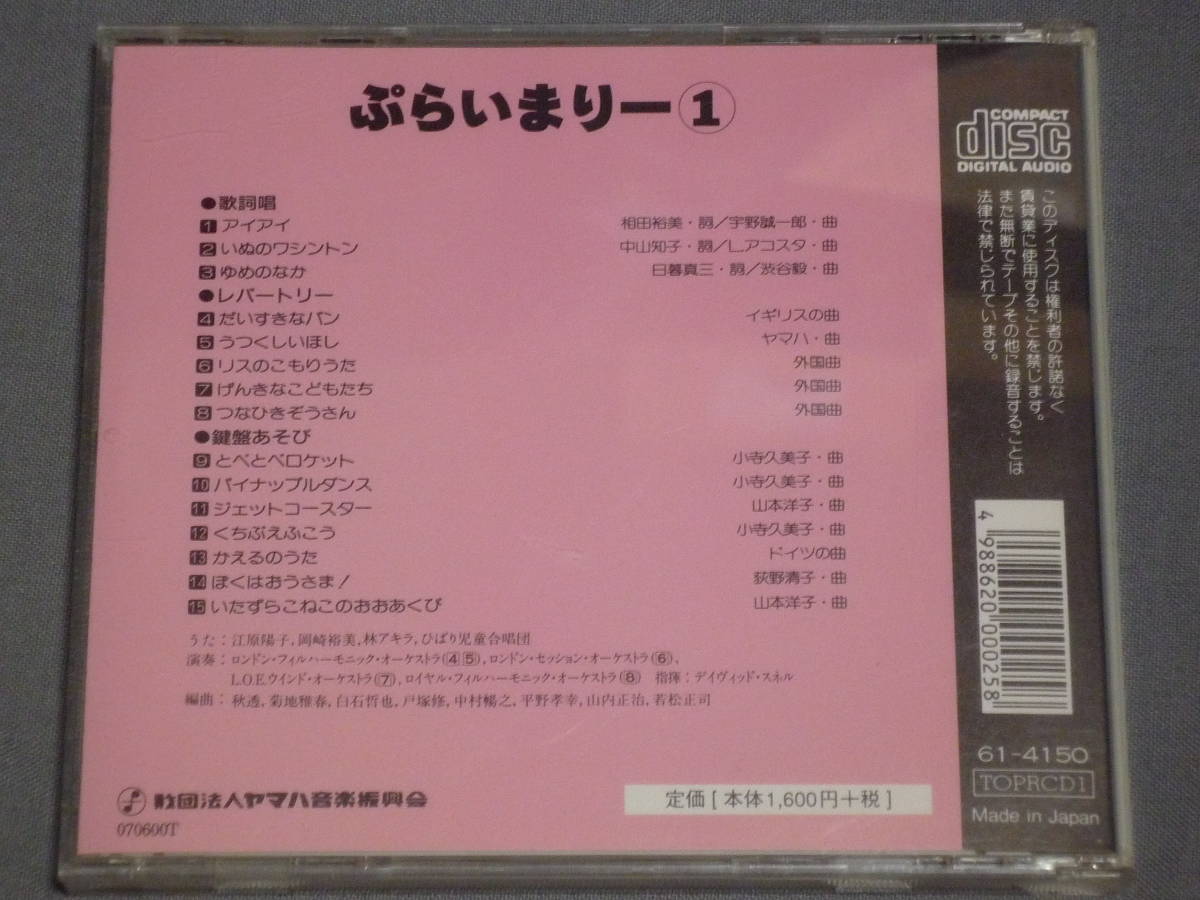 ぷらいまりー①
●歌詞唱
1 アイアイ 相田裕美・詞／宇野誠一郎・曲
2 いぬのワシントン 中山知子・詞／L.アコスタ・曲
3 ゆめのなか 日暮真三・詞／渋谷毅・曲
●レパートリー
4 だいすきなパン イギリスの曲
5 うつくしいほし ヤマハ・曲
6 リスのこもりうた 外国曲
7 げんきなこどもたち 外国曲
8 つなひきぞうさん 外国曲
●鍵盤あそび
9 とべとべロケット 小寺久美子・曲
10 パイナップルダンス 小寺久美子・曲
11 ジェットコースター 山本洋子・曲
12 くちぶえふこう 小寺久美子・曲
13 かえるのうた ドイツの曲
14 ぼくはおうさま！ 荻野清子・曲
15 いたずらこねこのおおあくび 山本洋子・曲
うた：江原陽子，岡崎裕美，林アキラ，ひばり児童合唱団
演奏：ロンドン・フィルハーモニック・オーケストラ(4 5)，ロンドン・セッション・オーケストラ(6)，
L.O.E.ウインド・オーケストラ(7)，ロイヤル・フィルハーモニック・オーケストラ(8) 指揮：デイヴィッド・スネル
編曲：秋透，菊地雅春，白石哲也，戸塚修，中村暢之，平野孝幸，山内正治，若松正司
財団法人ヤマハ音楽振興会
070600T
定価［本体1,600円＋税］
COMPACT
disc
DIGITAL AUDIO
このディスクは権利者の許諾なく
賃貸業に使用することを禁じます。
また無断でテープその他に録音することは
法律で禁じられています。
4 988620 000258
61-4150
TOPRCD1
Made in Japan